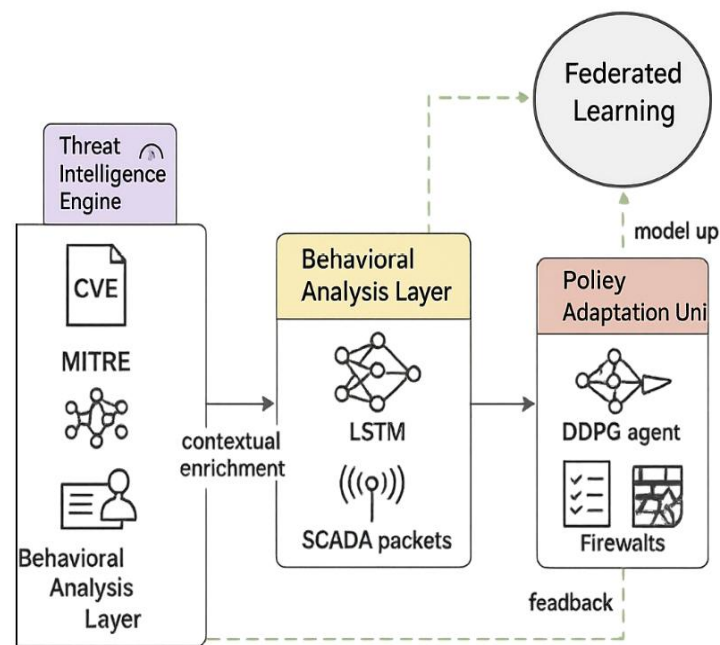 Federated
Learning
Threat
Intelligence
Engine
CVE
MITRE
Behavioral
Analysis
Layer
contextual
enrichment
Behavioral
Analysis Layer
LSTM
SCADA packets
model up
Poliey
Adaptation Uni
DDPG agent
Firewalts
feadback